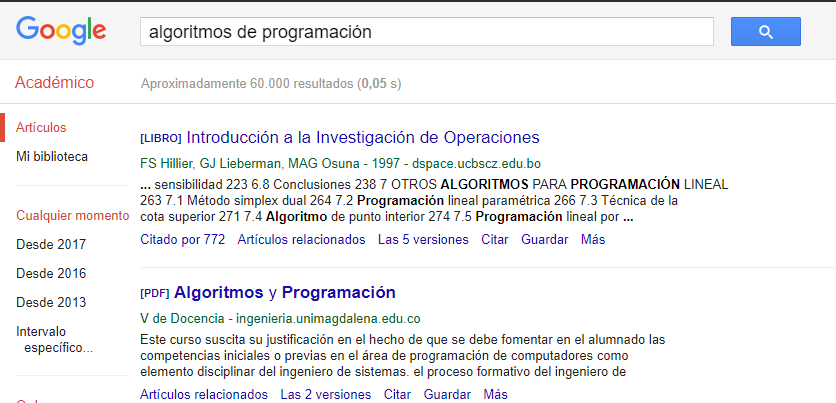 Google
algoritmos de programación
Académico
Aproximadamente 60.000 resultados (0,05 s)
Artículos
Mi biblioteca
Cualquier momento
Desde 2017
Desde 2016
Desde 2013
Intervalo
específico...
[LIBRO] Introducción a la Investigación de Operaciones
FS Hillier, GJ Lieberman, MAG Osuna - 1997 - dspace.ucbscz.edu.bo
... sensibilidad 223 6.8 Conclusiones 238 7 OTROS ALGORITMOS PARA PROGRAMACIÓN LINEAL
263 7.1 Método simplex dual 264 7.2 Programación lineal paramétrica 266 7.3 Técnica de la
cota superior 271 7.4 Algoritmo de punto interior 274 7.5 Programación lineal por ...
Citado por 772 Artículos relacionados Las 5 versiones Citar Guardar Más
[PDF] Algoritmos y Programación
V de Docencia - ingenieria.unimagdalena.edu.co
Este curso suscita su justificación en el hecho de que se debe fomentar en el alumnado las
competencias iniciales o previas en el área de programación de computadores como
elemento disciplinar del ingeniero de sistemas. el proceso formativo del ingeniero de
Artículos relacionados Las 2 versiones Citar Guardar Más